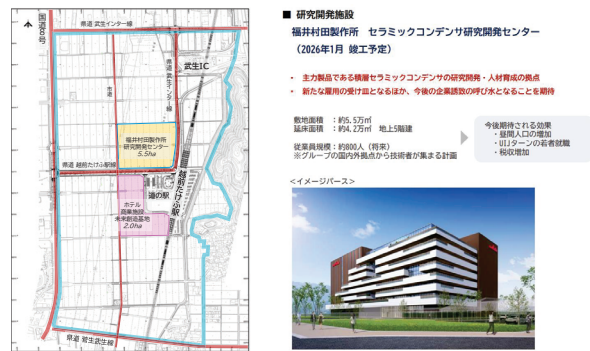 国道8号
県道 武生インター線
武生IC
県道 武生インター線
市道
福井村田製作所
研究開発センター
5.5ha
県道 越前たけふ駅線
道の駅
越前たけふ駅
ホテル
商業施設
未来創造基地
2.0ha
県道 菅生武生線
■ 研究開発施設
福井村田製作所 セラミックコンデンサ研究開発センター
（2026年1月 竣工予定）
・ 主力製品である積層セラミックコンデンサの研究開発・人材育成の拠点
・ 新たな雇用の受け皿となるほか、今後の企業誘致の呼び水となることを期待
敷地面積 ：約5.5万㎡
延床面積 ：約4.2万㎡ 地上5階建
従業員規模：約800人（将来）
※グループの国内外拠点から技術者が集まる計画
今後期待される効果
・昼間人口の増加
・UIJターンの若者就職
・税収増加
＜イメージパース＞